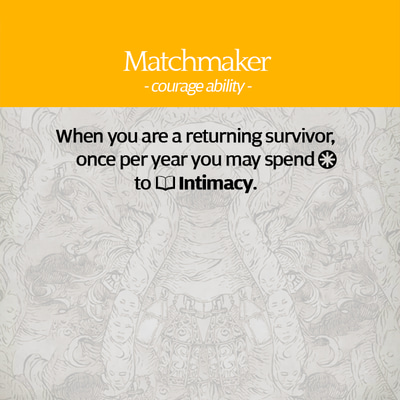 Matchmaker
- courage ability -
When you are a returning survivor,
once per year you may spend
to Intimacy.